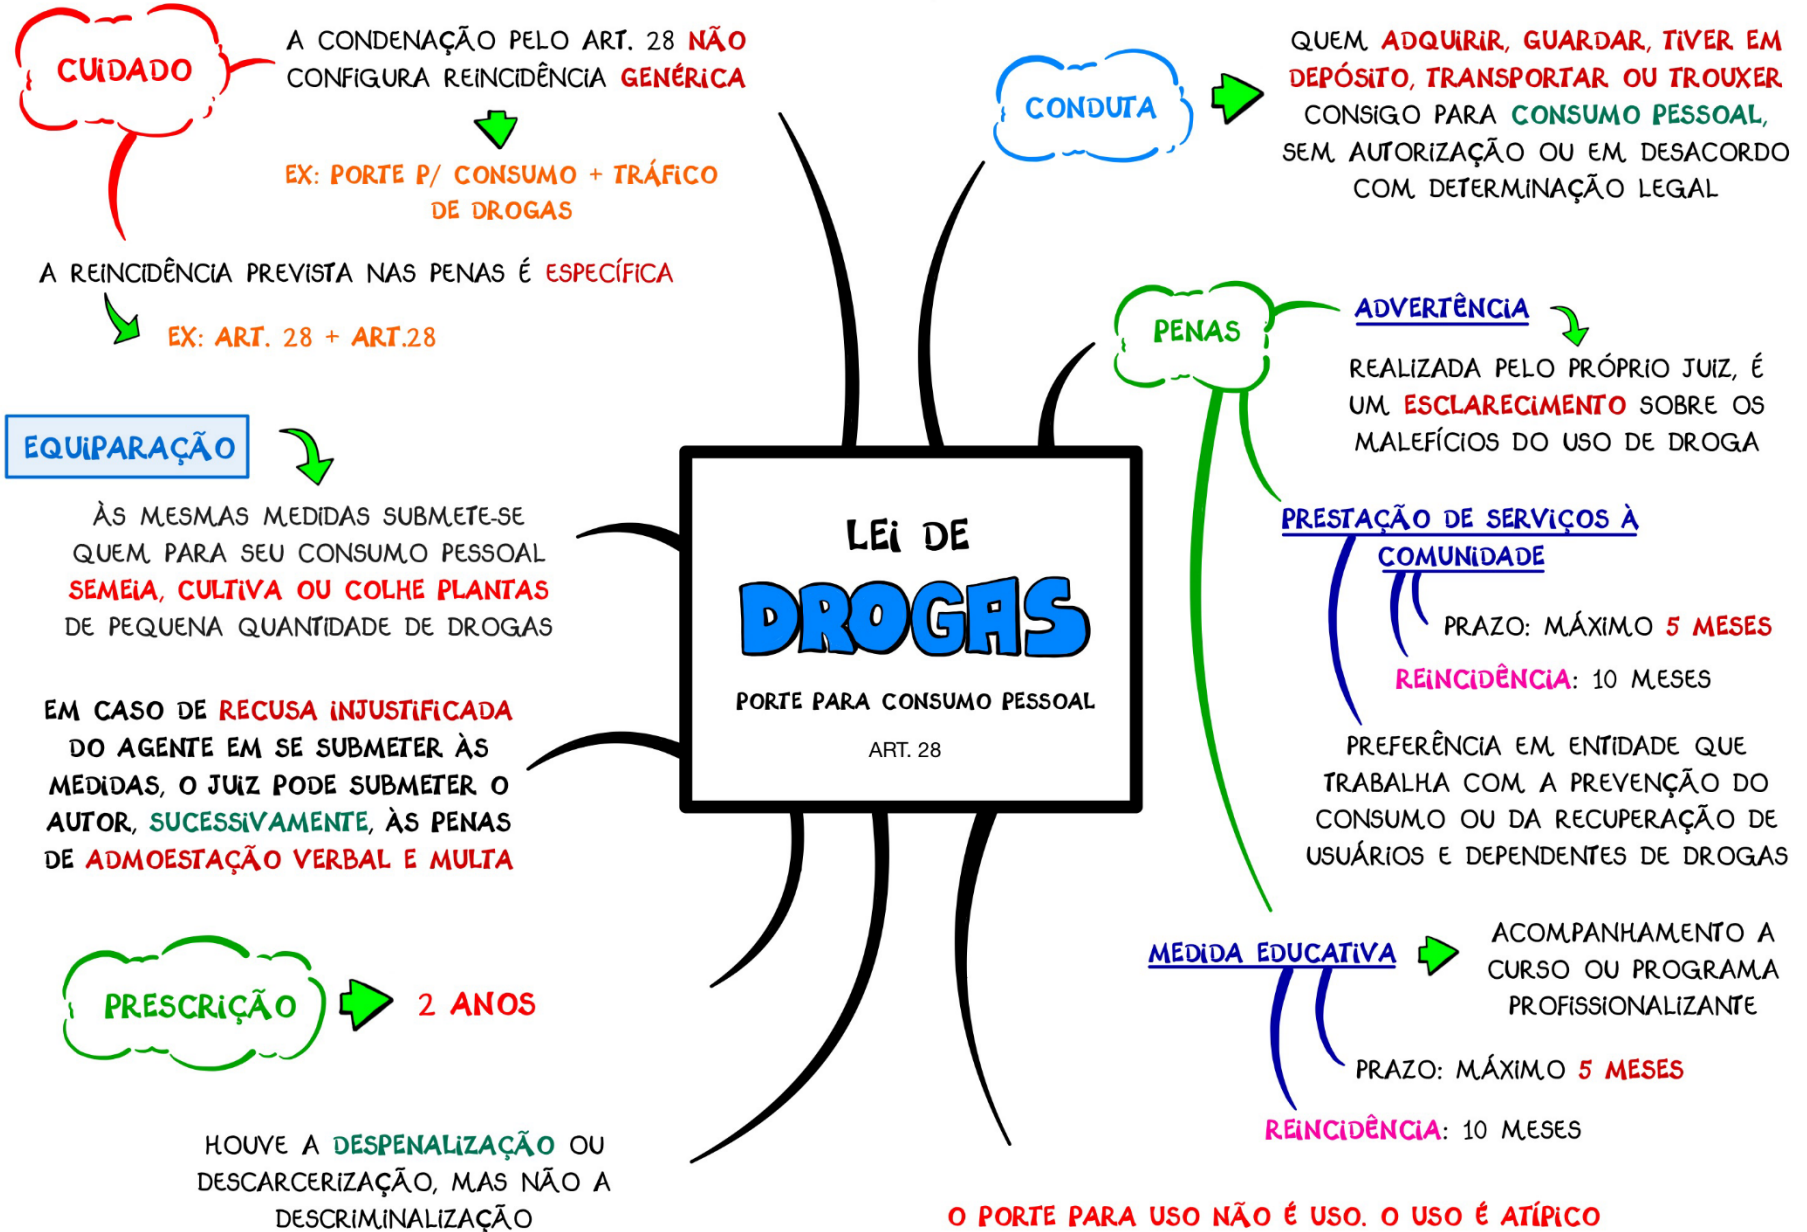 CUIDADO
A CONDENAÇÃO PELO ART. 28 NÃO
CONFIGURA REINCIDÊNCIA GENÉRICA
EX: PORTE P/ CONSUMO + TRÁFICO
DE DROGAS
A REINCIDÊNCIA PREVISTA NAS PENAS É ESPECÍFICA
EX: ART. 28 + ART.28
CONDUTA
QUEM ADQUIRIR, GUARDAR, TIVER EM
DEPÓSITO, TRANSPORTAR OU TROUXER
CONSIGO PARA CONSUMO PESSOAL,
SEM AUTORIZAÇÃO OU EM DESACORDO
COM DETERMINAÇÃO LEGAL
PENAS
ADVERTÊNCIA
REALIZADA PELO PRÓPRIO JUIZ, É
UM ESCLARECIMENTO SOBRE OS
MALEFÍCIOS DO USO DE DROGA
PRESTAÇÃO DE SERVIÇOS À
COMUNIDADE
PRAZO: MÁXIMO 5 MESES
REINCIDÊNCIA: 10 MESES
PREFERÊNCIA EM ENTIDADE QUE
TRABALHA COM A PREVENÇÃO DO
CONSUMO OU DA RECUPERAÇÃO DE
USUÁRIOS E DEPENDENTES DE DROGAS
MEDIDA EDUCATIVA
ACOMPANHAMENTO A
CURSO OU PROGRAMA
PROFISSIONALIZANTE
PRAZO: MÁXIMO 5 MESES
REINCIDÊNCIA: 10 MESES
EQUIPARAÇÃO
ÀS MESMAS MEDIDAS SUBMETE-SE
QUEM PARA SEU CONSUMO PESSOAL
SEMEIA, CULTIVA OU COLHE PLANTAS
DE PEQUENA QUANTIDADE DE DROGAS
LEI DE
DROGAS
PORTE PARA CONSUMO PESSOAL
ART. 28
EM CASO DE RECUSA INJUSTIFICADA
DO AGENTE EM SE SUBMETER ÀS
MEDIDAS, O JUIZ PODE SUBMETER O
AUTOR, SUCESSIVAMENTE, ÀS PENAS
DE ADMOESTAÇÃO VERBAL E MULTA
PRESCRIÇÃO
2 ANOS
HOUVE A DESPENALIZAÇÃO OU
DESCARCERIZAÇÃO, MAS NÃO A
DESCRIMINALIZAÇÃO
O PORTE PARA USO NÃO É USO. O USO É ATÍPICO